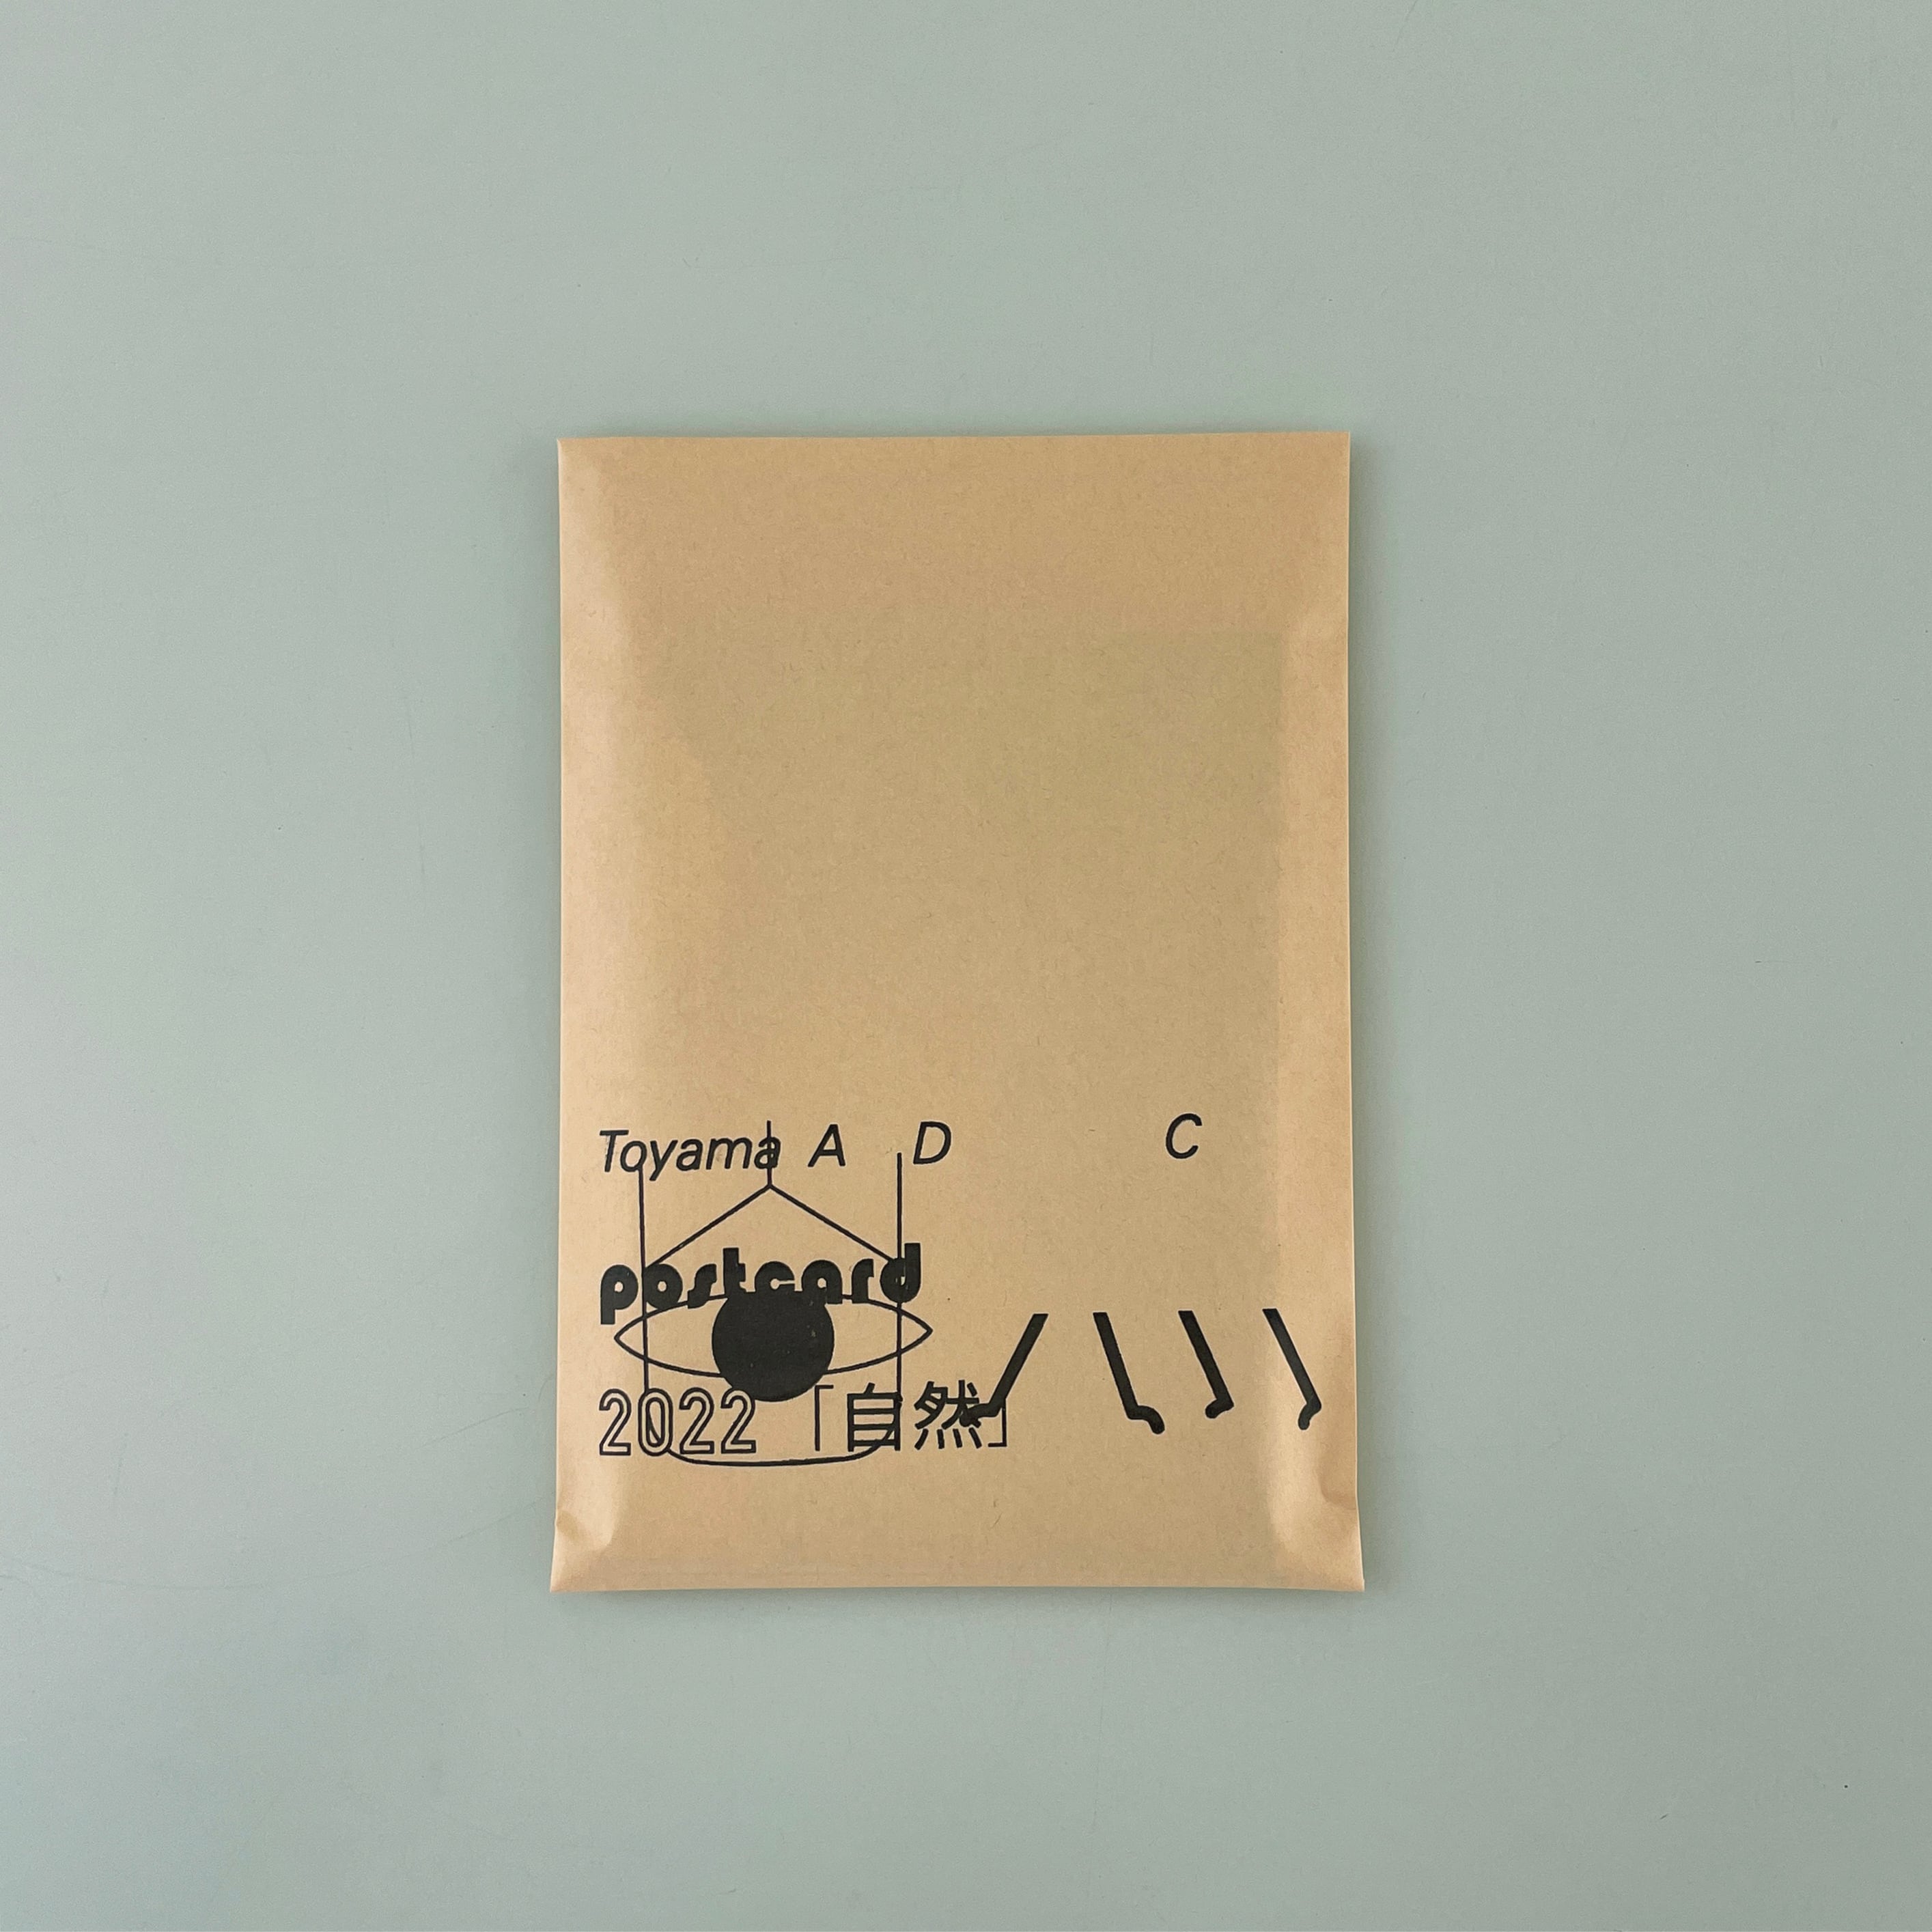 Toyama A D C
postcard
2022 「自然」